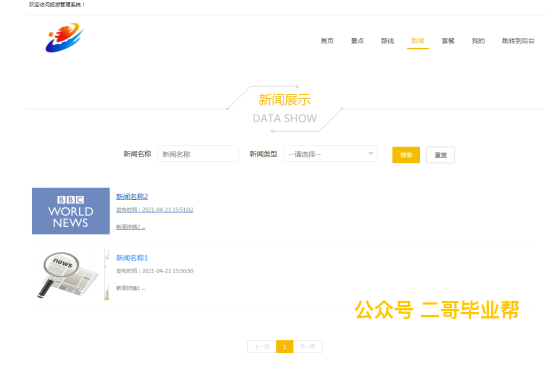 欢迎访问旅游管理系统！
首页 景点 路线 新闻 套餐 我的 跳转到后台
新闻展示
DATA SHOW
新闻名称 新闻名称 新闻类型 --请选择-- 搜索 重置
BBC
WORLD
NEWS
新闻名称2
发布时间：2021-04-23 15:51:02
新闻详情2 ...
news
新闻名称1
发布时间：2021-04-23 15:50:50
新闻详情1 ...
公众号 二哥毕业帮
上一页 1 下一页